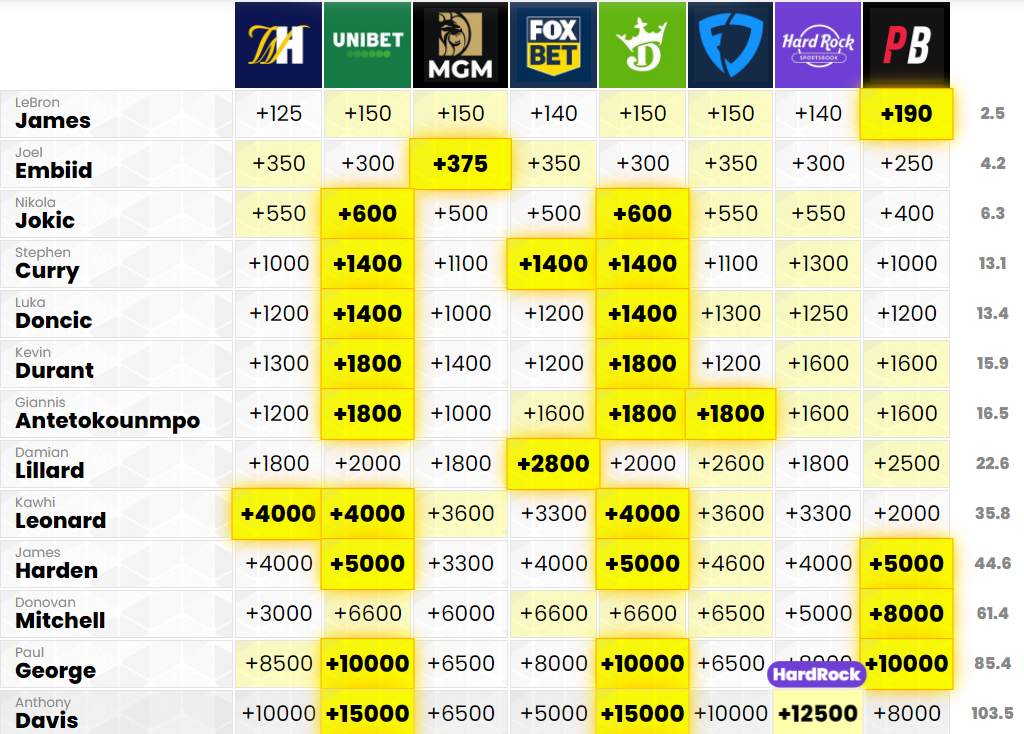 WH UNIBET MGM FOX BET D Hard Rock SPORTSBOOK PB
LeBron
James +125 +150 +150 +140 +150 +150 +140 +190 2.5
Joel
Embiid +350 +300 +375 +350 +300 +350 +300 +250 4.2
Nikola
Jokic +550 +600 +500 +500 +600 +550 +550 +400 6.3
Stephen
Curry +1000 +1400 +1100 +1400 +1400 +1100 +1300 +1000 13.1
Luka
Doncic +1200 +1400 +1000 +1200 +1400 +1300 +1250 +1200 13.4
Kevin
Durant +1300 +1800 +1400 +1200 +1800 +1200 +1600 +1600 15.9
Giannis
Antetokounmpo +1200 +1800 +1000 +1600 +1800 +1800 +1600 +1600 16.5
Damian
Lillard +1800 +2000 +1800 +2800 +2000 +2600 +1800 +2500 22.6
Kawhi
Leonard +4000 +4000 +3600 +3300 +4000 +3600 +3300 +2000 35.8
James
Harden +4000 +5000 +3300 +4000 +5000 +4600 +4000 +5000 44.6
Donovan
Mitchell +3000 +6600 +6000 +6600 +6600 +6500 +5000 +8000 61.4
Paul
George +8500 +10000 +6500 +8000 +10000 +6500 +10000 85.4
HardRock
Anthony
Davis +10000 +15000 +6500 +5000 +15000 +10000 +12500 +8000 103.5